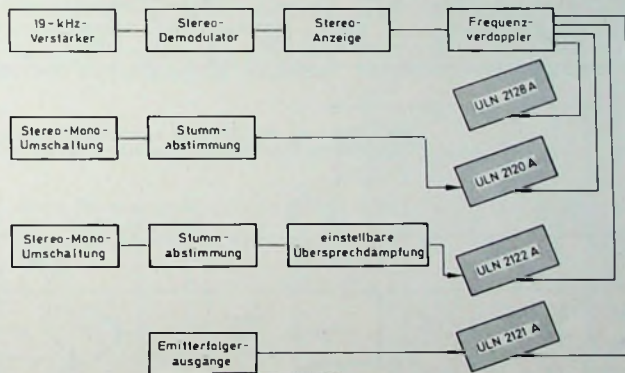 19-kHz-
Verstärker
Stereo-
Demodulator
Stereo-
Anzeige
Frequenz-
verdoppler
ULN 2128 A
Stereo-Mono-
Umschaltung
Stumm-
abstimmung
ULN 2120 A
Stereo-Mono-
Umschaltung
Stumm-
abstimmung
einstellbare
Übersprechdämpfung
ULN 2122 A
Emitterfolger-
ausgänge
ULN 2121 A